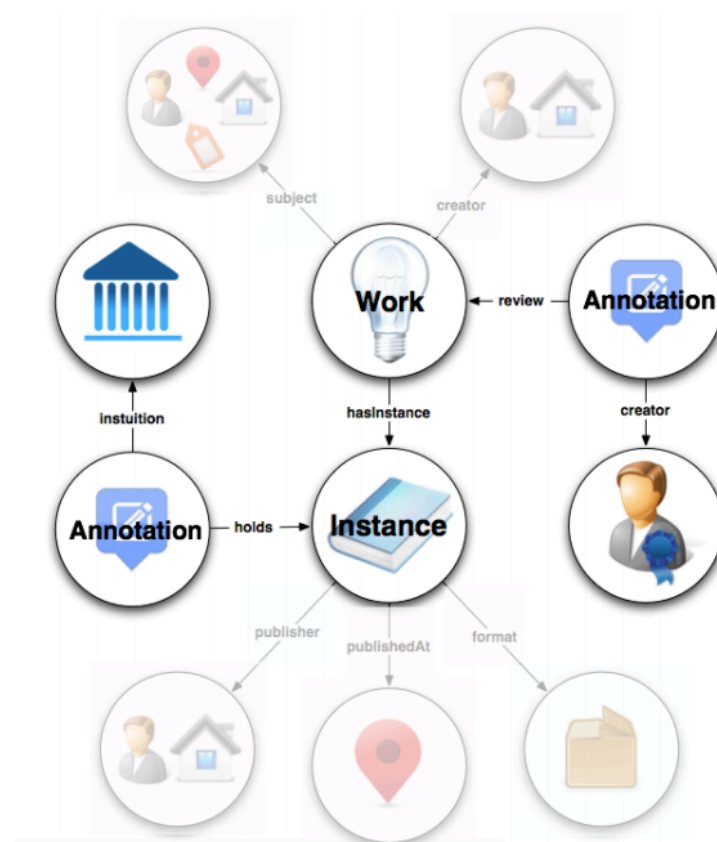 subject
creator
Work
review
Annotation
instuition
hasInstance
creator
Annotation
holds
Instance
publisher
publishedAt
format